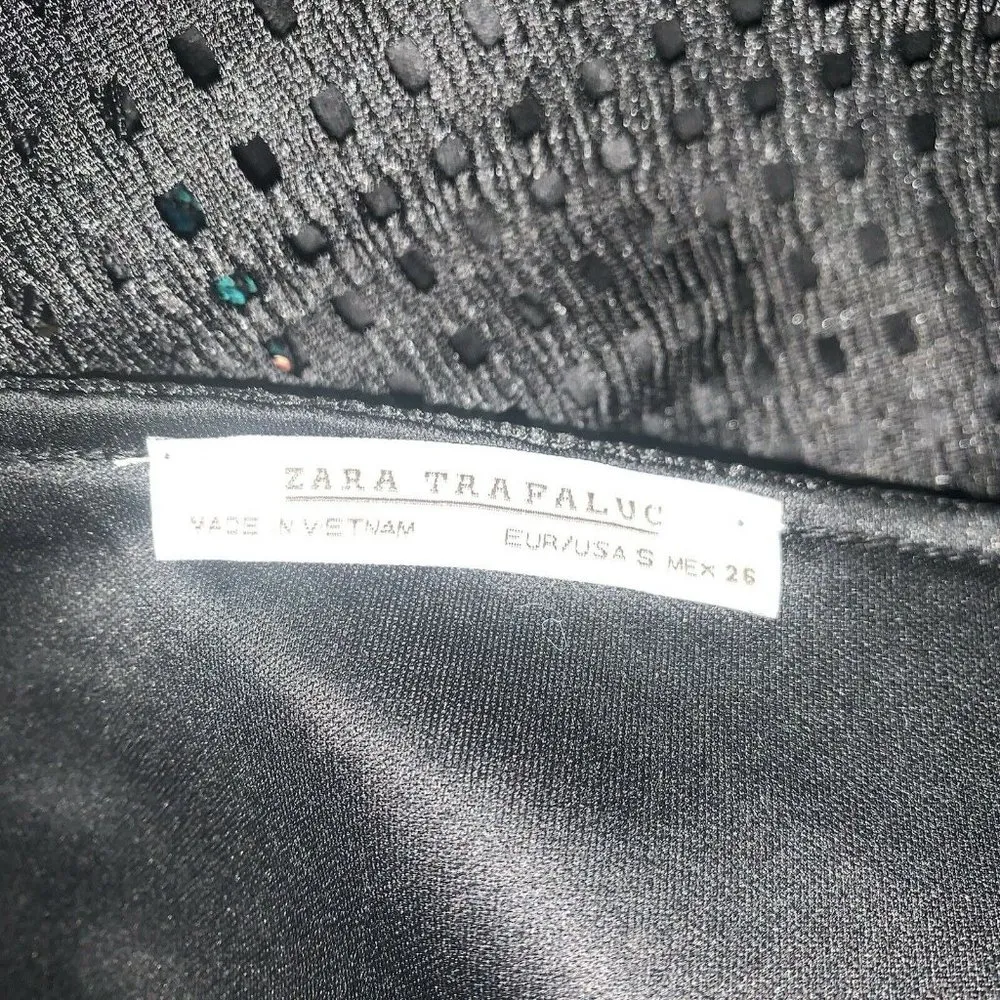 ZARA TRAFALUC
MADE IN VIETNAM EUR/USA S MEX 26